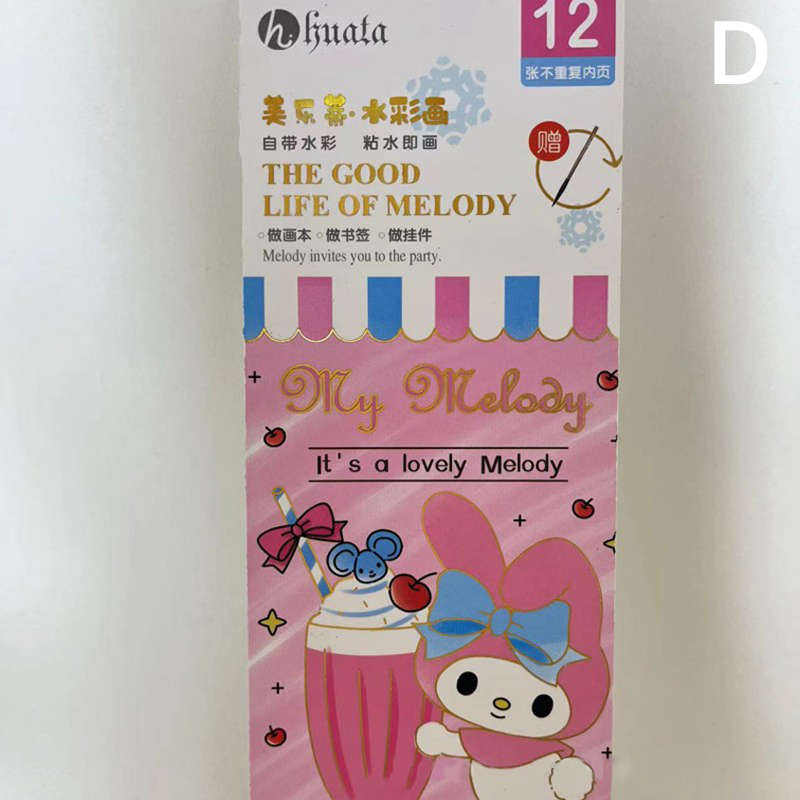 huata
12
张不重复内页
D
美乐蒂·水彩画
自带水彩 粘水即画
赠
THE GOOD
LIFE OF MELODY
做画本 做书签 做挂件
Melody invites you to the party.
My Melody
It's a lovely Melody